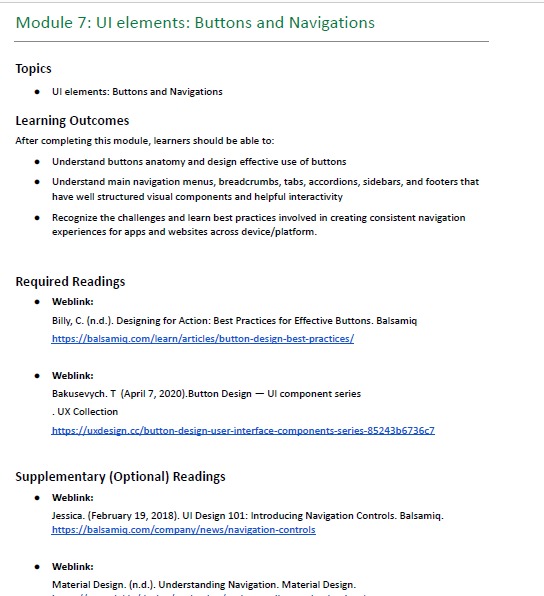 Module 7: UI elements: Buttons and Navigations
Topics
● UI elements: Buttons and Navigations
Learning Outcomes
After completing this module, learners should be able to:
● Understand buttons anatomy and design effective use of buttons
● Understand main navigation menus, breadcrumbs, tabs, accordions, sidebars, and footers that
have well structured visual components and helpful interactivity
● Recognize the challenges and learn best practices involved in creating consistent navigation
experiences for apps and websites across device/platform.
Required Readings
● Weblink:
Billy, C. (n.d.). Designing for Action: Best Practices for Effective Buttons. Balsamiq
https://balsamiq.com/learn/articles/button-design-best-practices/
● Weblink:
Bakusevych. T (April 7, 2020).Button Design — UI component series
. UX Collection
https://uxdesign.cc/button-design-user-interface-components-series-85243b6736c7
Supplementary (Optional) Readings
● Weblink:
Jessica. (February 19, 2018). UI Design 101: Introducing Navigation Controls. Balsamiq.
https://balsamiq.com/company/news/navigation-controls
● Weblink:
Material Design. (n.d.). Understanding Navigation. Material Design.